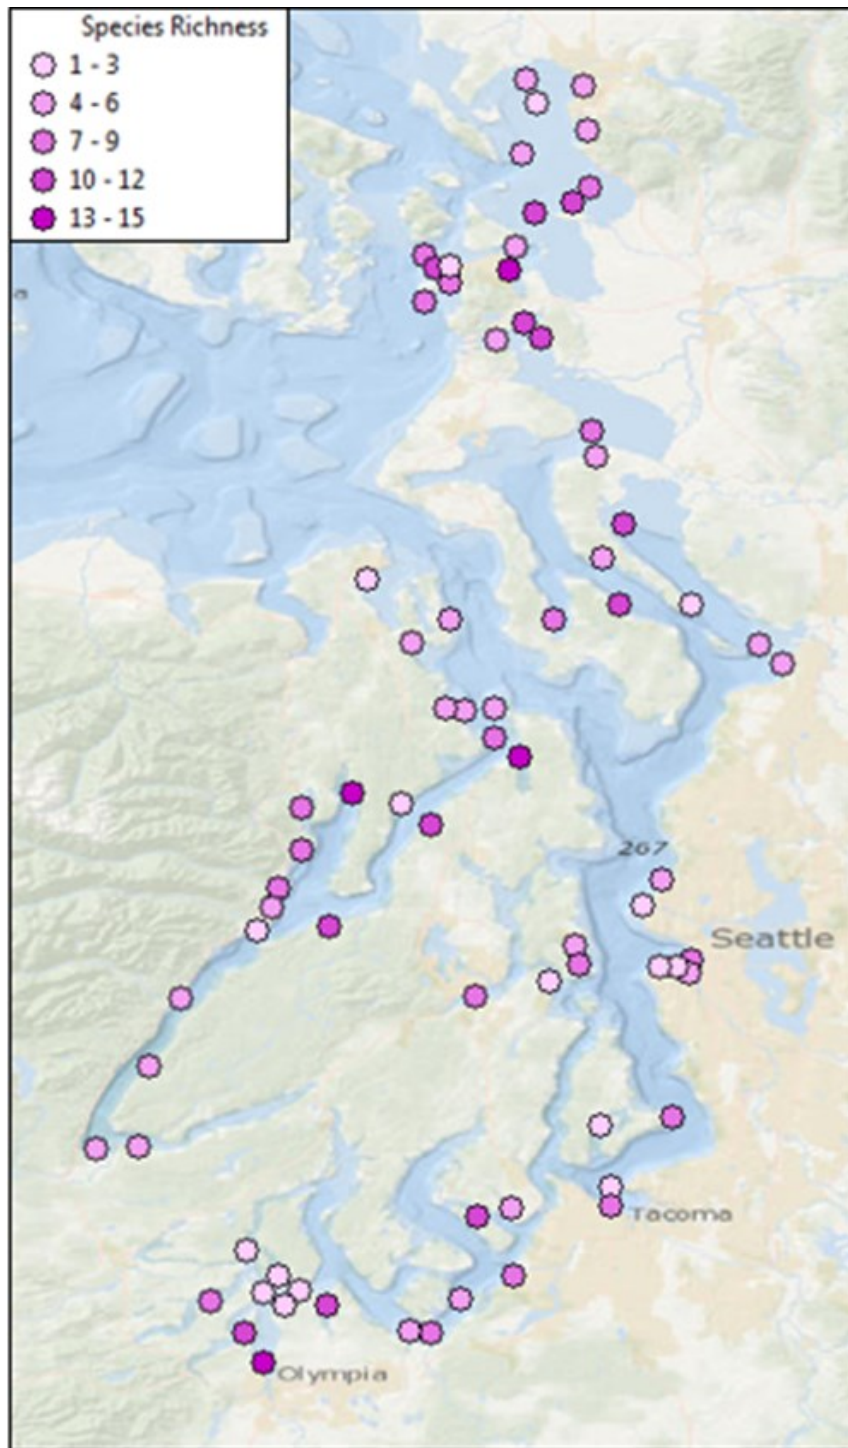 Species Richness
1 - 3
4 - 6
7 - 9
10 - 12
13 - 15
a
267
Seattle
Tacoma
Olympia